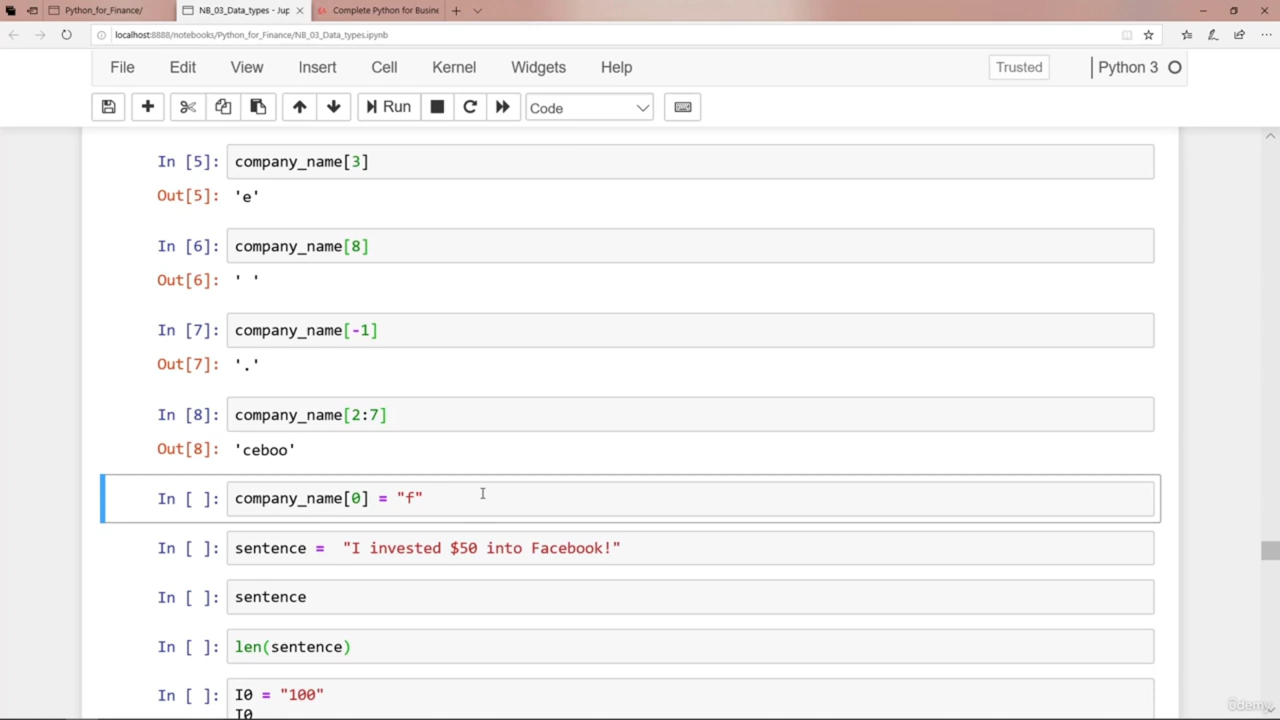 Python_for_Finance/
NB_03_Data_types - Jup
Complete Python for Busine
localhost:8888/notebooks/Python_for_Finance/NB_03_Data_types.ipynb
File Edit View Insert Cell Kernel Widgets Help Trusted Python 3
Run Code
In [5]: company_name[3]
Out[5]: 'e'
In [6]: company_name[8]
Out[6]: ' '
In [7]: company_name[-1]
Out[7]: '.'
In [8]: company_name[2:7]
Out[8]: 'ceboo'
In [ ]: company_name[0] = "f"
In [ ]: sentence =  "I invested $50 into Facebook!"
In [ ]: sentence
In [ ]: len(sentence)
In [ ]: I0 = "100"
I0
ûdemy